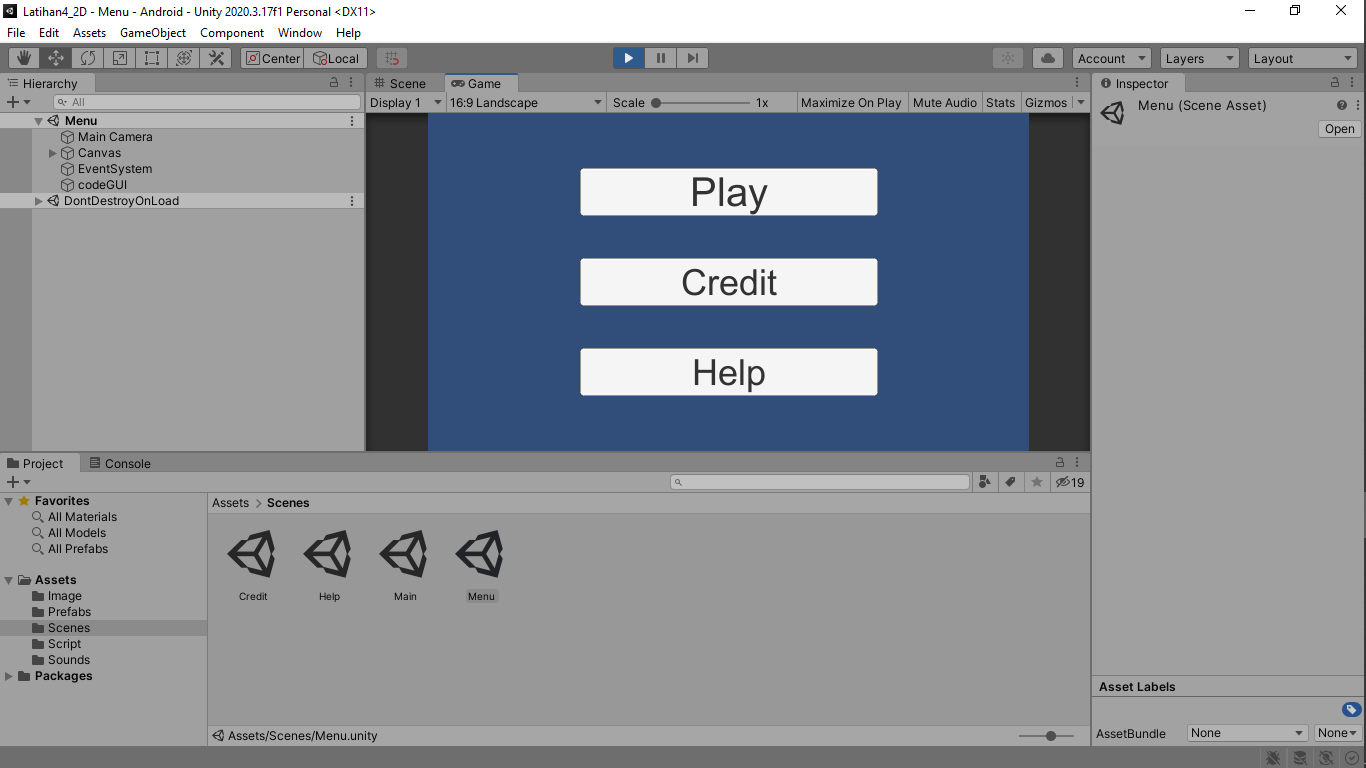 Latihan4_2D - Menu - Android - Unity 2020.3.17f1 Personal <DX11>
File Edit Assets GameObject Component Window Help
Center Local Account Layers Layout
Hierarchy
All
Menu
Main Camera
Canvas
EventSystem
codeGUI
DontDestroyOnLoad
Scene Game
Display 1 16:9 Landscape Scale 1x Maximize On Play Mute Audio Stats Gizmos
Play
Credit
Help
Inspector
Menu (Scene Asset)
Open
Project Console
19
Favorites
All Materials
All Models
All Prefabs
Assets
Image
Prefabs
Scenes
Script
Sounds
Packages
Assets > Scenes
Credit Help Main Menu
Assets/Scenes/Menu.unity
Asset Labels
AssetBundle None None